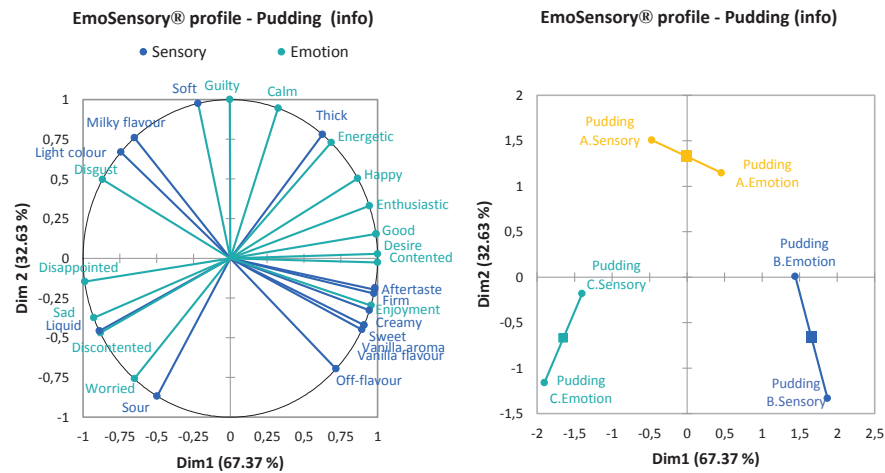 EmoSensory® profile - Pudding (info)
Sensory
Emotion
Soft
Guilty
Calm
Thick
Milky flavour
Energetic
Light colour
Disgust
Happy
Enthusiastic
Good
Desire
Contented
Disappointed
Aftertaste
Firm
Enjoyment
Sad
Creamy
Liquid
Sweet
Discontented
Vanilla aroma
Vanilla flavour
Worried
Off-flavour
Sour
1
0,75
0,5
0,25
0
-0,25
-0,5
-0,75
-1
Dim 2 (32.63 %)
-1
-0,75
-0,5
-0,25
0
0,25
0,5
0,75
1
Dim1 (67.37 %)
EmoSensory® profile - Pudding (info)
2
1,5
1
0,5
0
-0,5
-1
-1,5
Dim2 (32.63 %)
Pudding
A.Sensory
Pudding
A.Emotion
Pudding
B.Emotion
Pudding
C.Sensory
Pudding
C.Emotion
Pudding
B.Sensory
-2
-1,5
-1
-0,5
0
0,5
1
1,5
2
2,5
Dim1 (67.37 %)